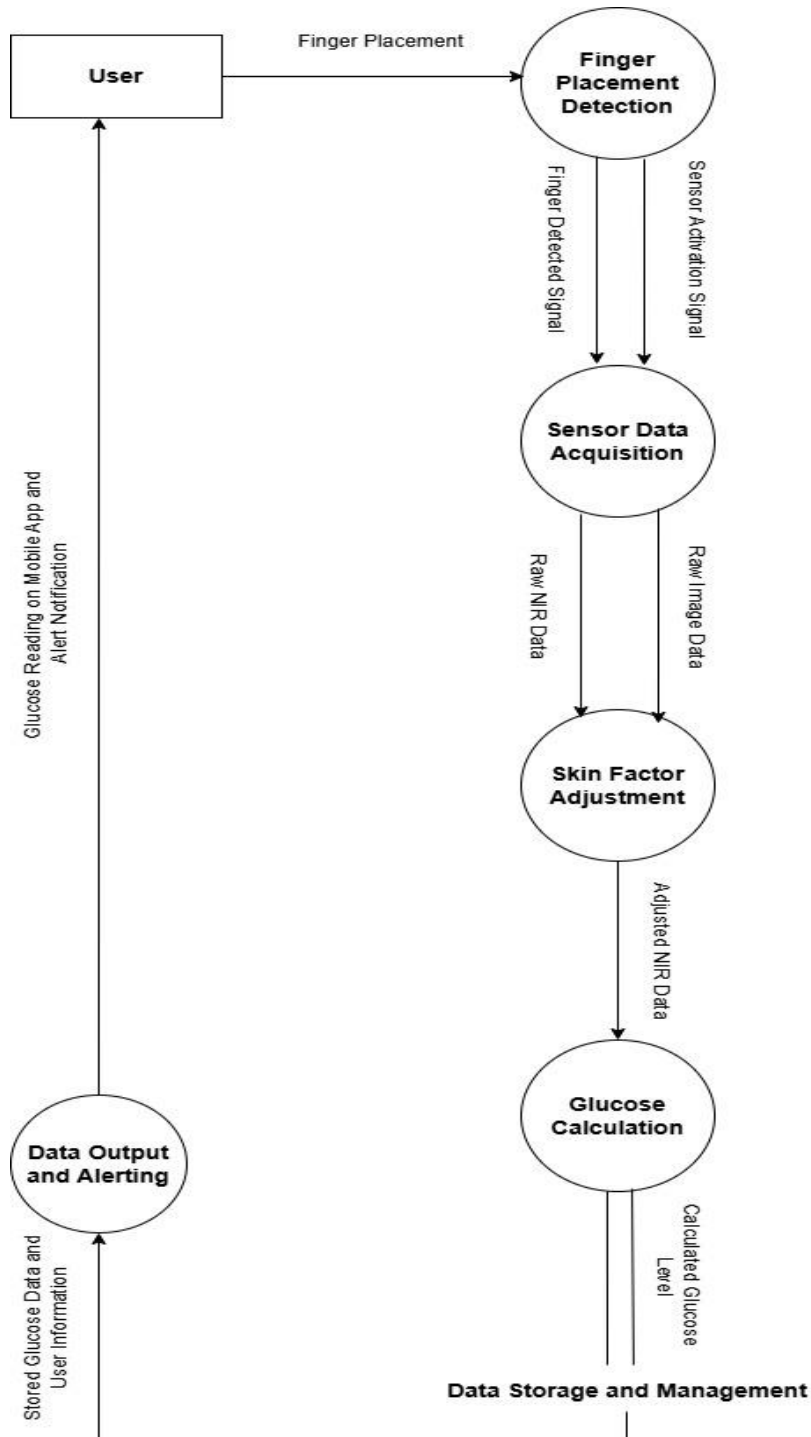 Finger Placement
User
Finger
Placement
Detection
Finger Detected Signal
Sensor Activation Signal
Sensor Data
Acquisition
Raw NIR Data
Raw Image Data
Glucose Reading on Mobile App and
Alert Notification
Skin Factor
Adjustment
Adjusted NIR Data
Glucose
Calculation
Data Output
and Alerting
Calculated Glucose
Level
Stored Glucose Data and
User Information
Data Storage and Management